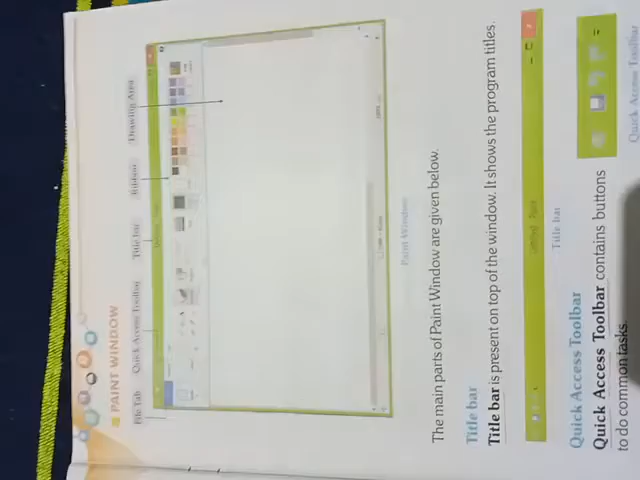 PAINT WINDOW
File Tab Quick Access Toolbar Title bar Ribbon Drawing Area
Paint Window
The main parts of Paint Window are given below.
Title bar
Title bar is present on top of the window. It shows the program titles.
Untitled - Paint
Title bar
Quick Access Toolbar
Quick Access Toolbar contains buttons
to do common tasks.
Quick Access Toolbar